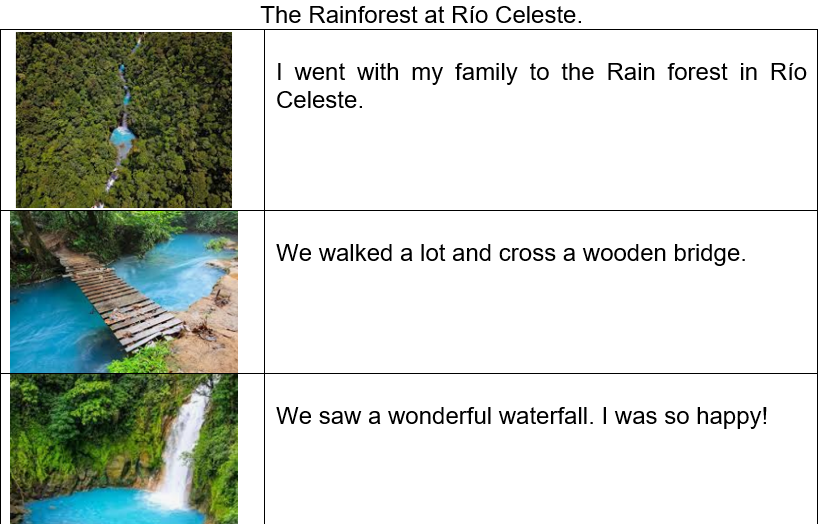 The Rainforest at Río Celeste.
I went with my family to the Rain forest in Río
Celeste.
We walked a lot and cross a wooden bridge.
We saw a wonderful waterfall. I was so happy!